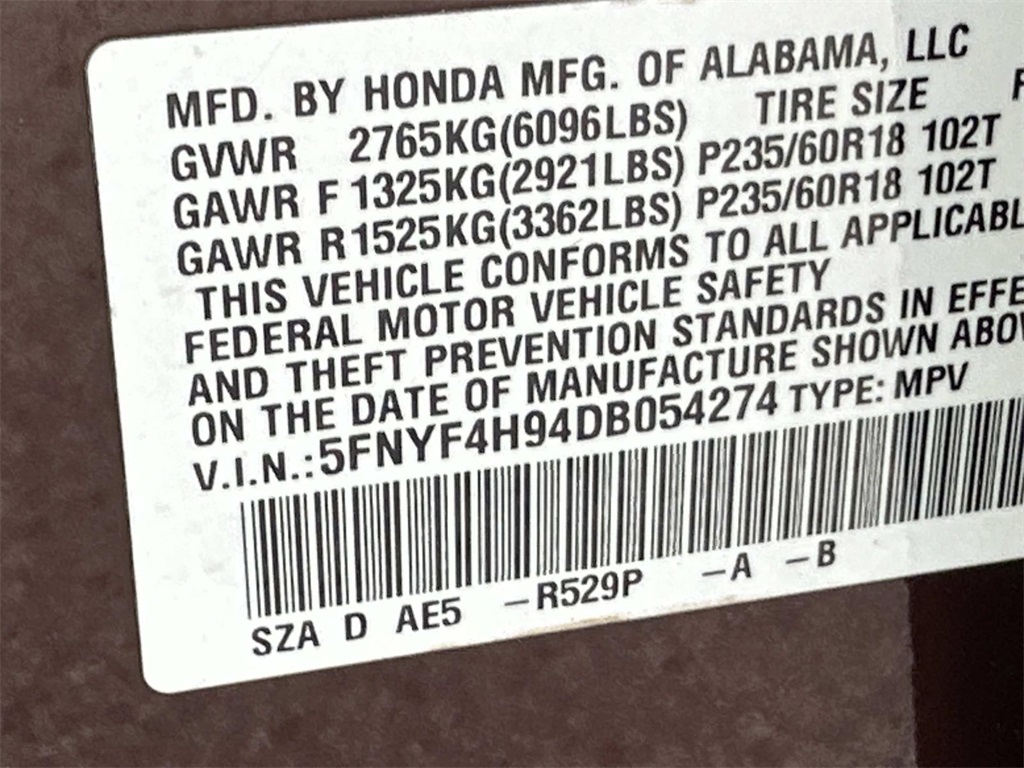 MFD. BY HONDA MFG. OF ALABAMA, LLC
GVWR 2765KG(6096LBS) TIRE SIZE
GAWR F 1325KG(2921LBS) P235/60R18 102T
GAWR R1525KG(3362LBS) P235/60R18 102T
THIS VEHICLE CONFORMS TO ALL APPLICABL
FEDERAL MOTOR VEHICLE SAFETY
AND THEFT PREVENTION STANDARDS IN EFFE
ON THE DATE OF MANUFACTURE SHOWN ABOV
V.I.N.:5FNYF4H94DB054274 TYPE: MPV
SZA D AE5 –R529P –A –B